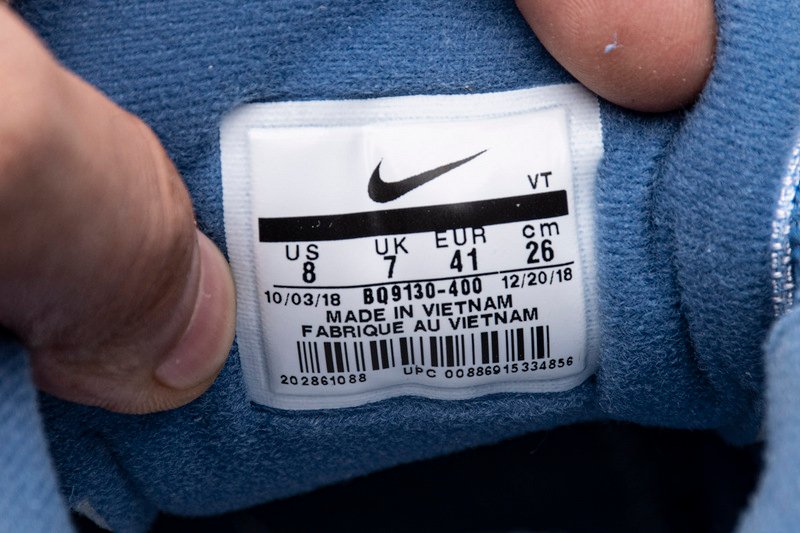 VT
US UK EUR cm
8 7 41 26
10/03/18 BQ9130-400 12/20/18
MADE IN VIETNAM
FABRIQUE AU VIETNAM
202861088 UPC 00886915334856